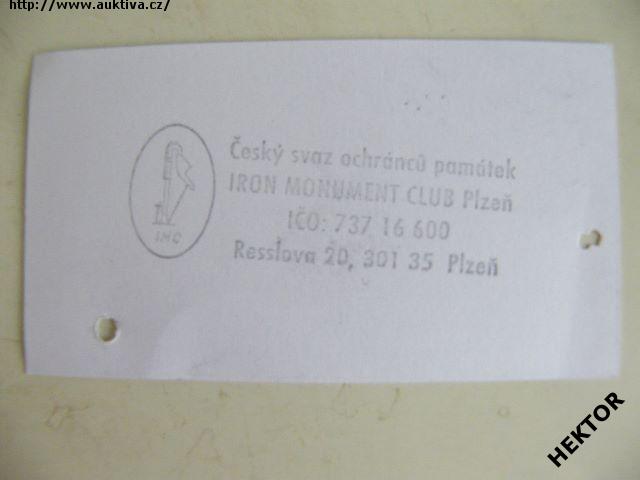 http://www.auktiva.cz/
Český svaz ochránců památek
IRON MONUMENT CLUB Plzeň
IČO: 737 16 600
Resslova 20, 301 35 Plzeň
IMC
HEKTOR